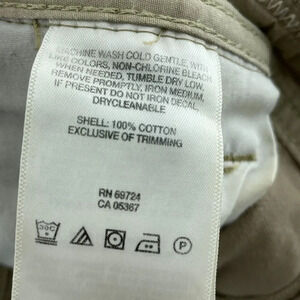 MACHINE WASH COLD GENTLE, WITH
LIKE COLORS, NON-CHLORINE BLEACH
WHEN NEEDED, TUMBLE DRY LOW.
REMOVE PROMPTLY, IRON MEDIUM,
IF PRESENT DO NOT IRON DECAL.
DRYCLEANABLE
SHELL: 100% COTTON
EXCLUSIVE OF TRIMMING
RN 69724
CA 05367
30C
P